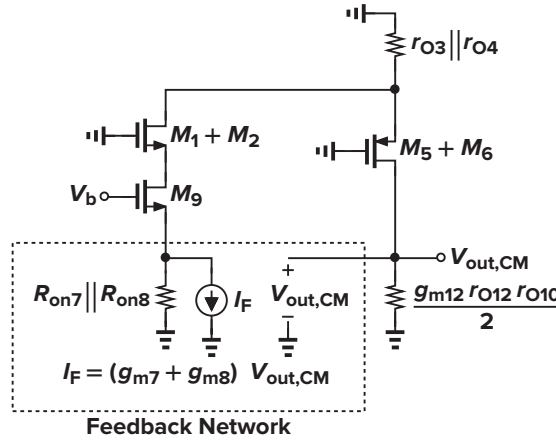 r_O3||r_O4
M_1 + M_2
M_5 + M_6
V_b
M_9
V_out,CM
R_on7||R_on8
I_F
+
V_out,CM
−
g_m12 r_O12 r_O10
2
I_F = (g_m7 + g_m8) V_out,CM
Feedback Network